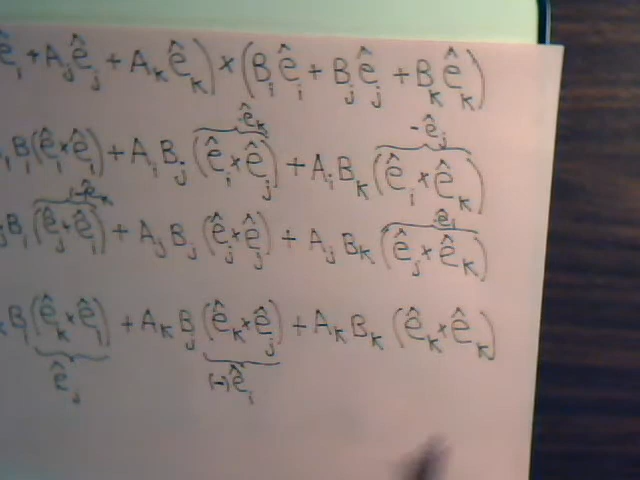 ê_i + A_j ê_j + A_k ê_k) × (B_i ê_i + B_j ê_j + B_k ê_k)
ê_k -ê_j
B_i(ê_i × ê_i) + A_i B_j (ê_i × ê_j) + A_i B_k (ê_i × ê_k)
ê_i
B_i (ê_j × ê_i) + A_j B_j (ê_j × ê_j) + A_j B_k (ê_j × ê_k)
B_i (ê_k × ê_i) + A_k B_j (ê_k × ê_j) + A_k B_k (ê_k × ê_k)
ê_j (-)ê_i